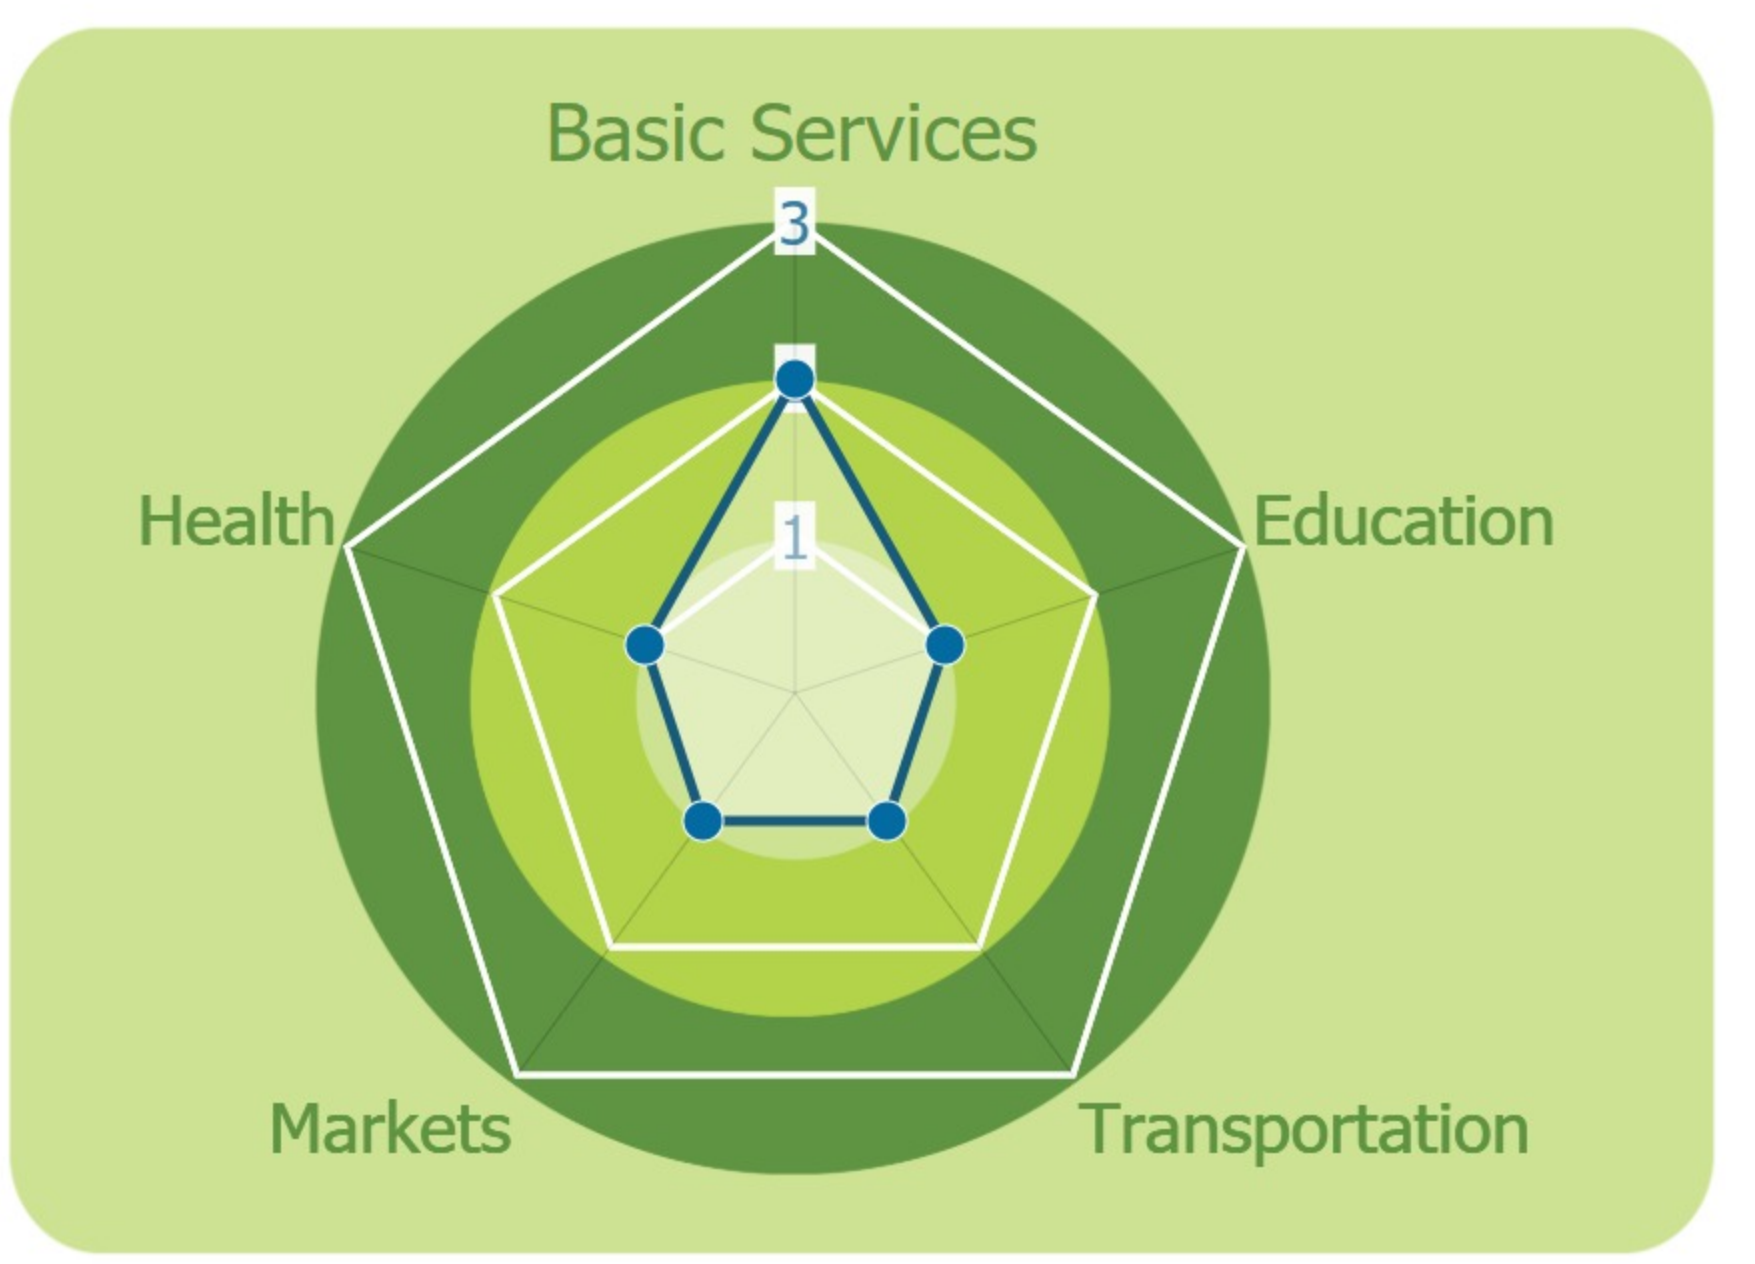 Basic Services
3
1
Health
Education
Markets
Transportation